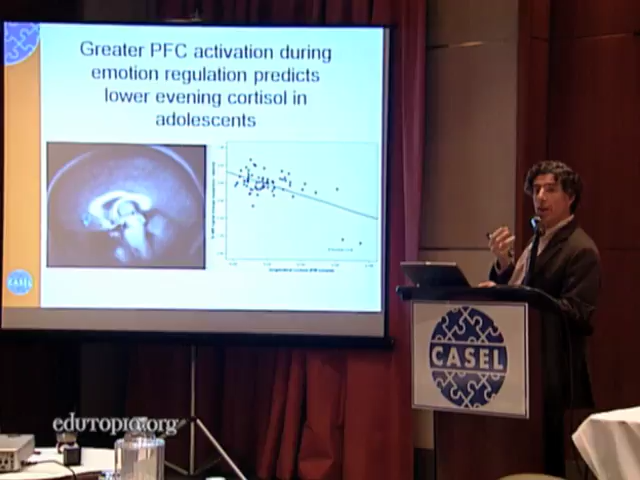 Greater PFC activation during
emotion regulation predicts
lower evening cortisol in
adolescents
CASEL
CASEL
edutopia.org